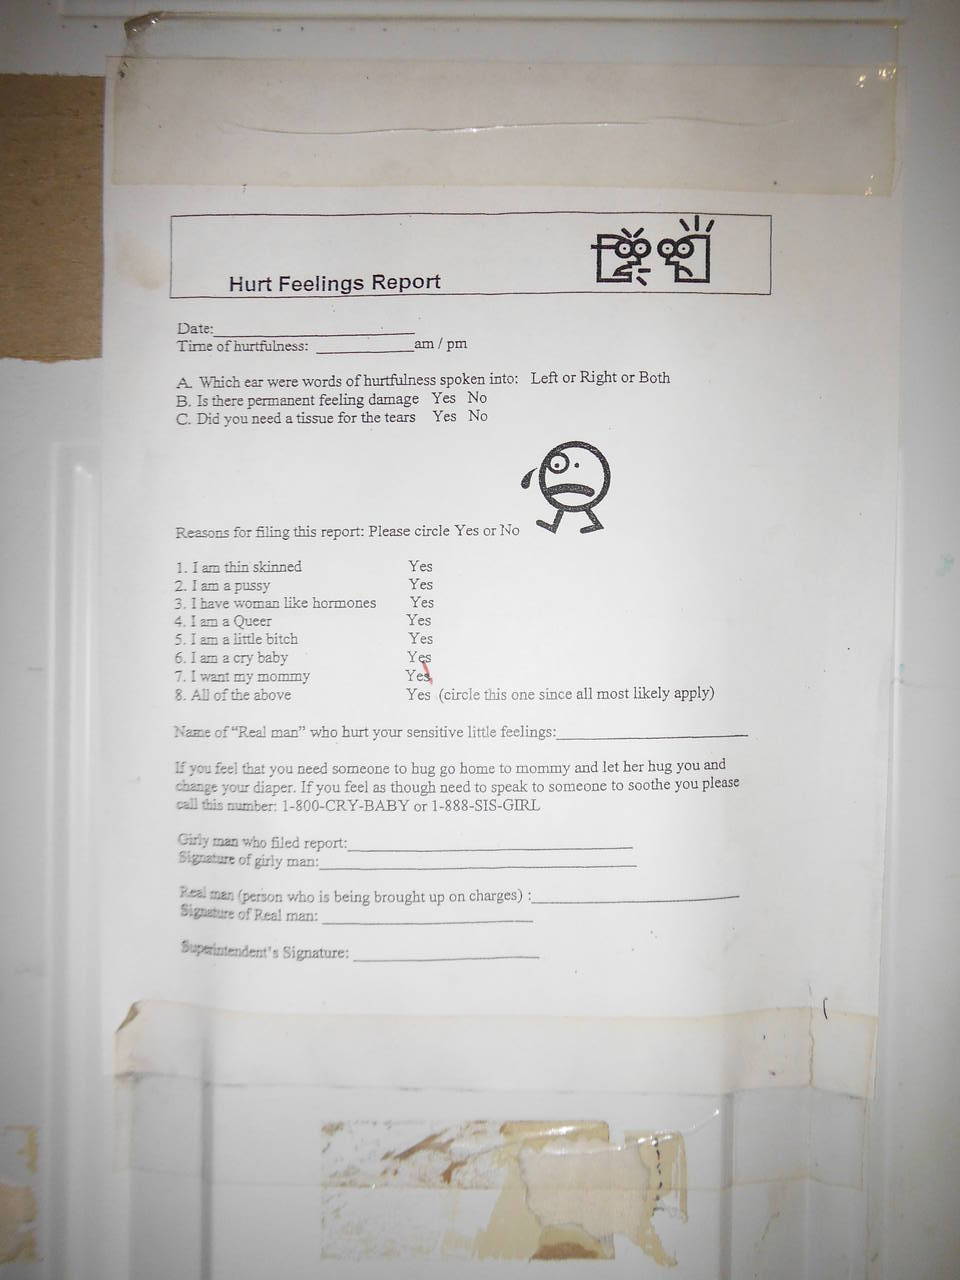 Hurt Feelings Report
Date:____________________
Time of hurtfulness: ____________am / pm
A. Which ear were words of hurtfulness spoken into: Left or Right or Both
B. Is there permanent feeling damage Yes No
C. Did you need a tissue for the tears Yes No
Reasons for filing this report: Please circle Yes or No
1. I am thin skinned Yes
2. I am a pussy Yes
3. I have woman like hormones Yes
4. I am a Queer Yes
5. I am a little bitch Yes
6. I am a cry baby Yes
7. I want my mommy Yes
8. All of the above Yes (circle this one since all most likely apply)
Name of "Real man" who hurt your sensitive little feelings:____________________
If you feel that you need someone to hug go home to mommy and let her hug you and
change your diaper. If you feel as though need to speak to someone to soothe you please
call this number: 1-800-CRY-BABY or 1-888-SIS-GIRL
Girly man who filed report:____________________
Signature of girly man:____________________
Real man (person who is being brought up on charges) :____________________
Signature of Real man: ____________________
Superintendent's Signature: ____________________